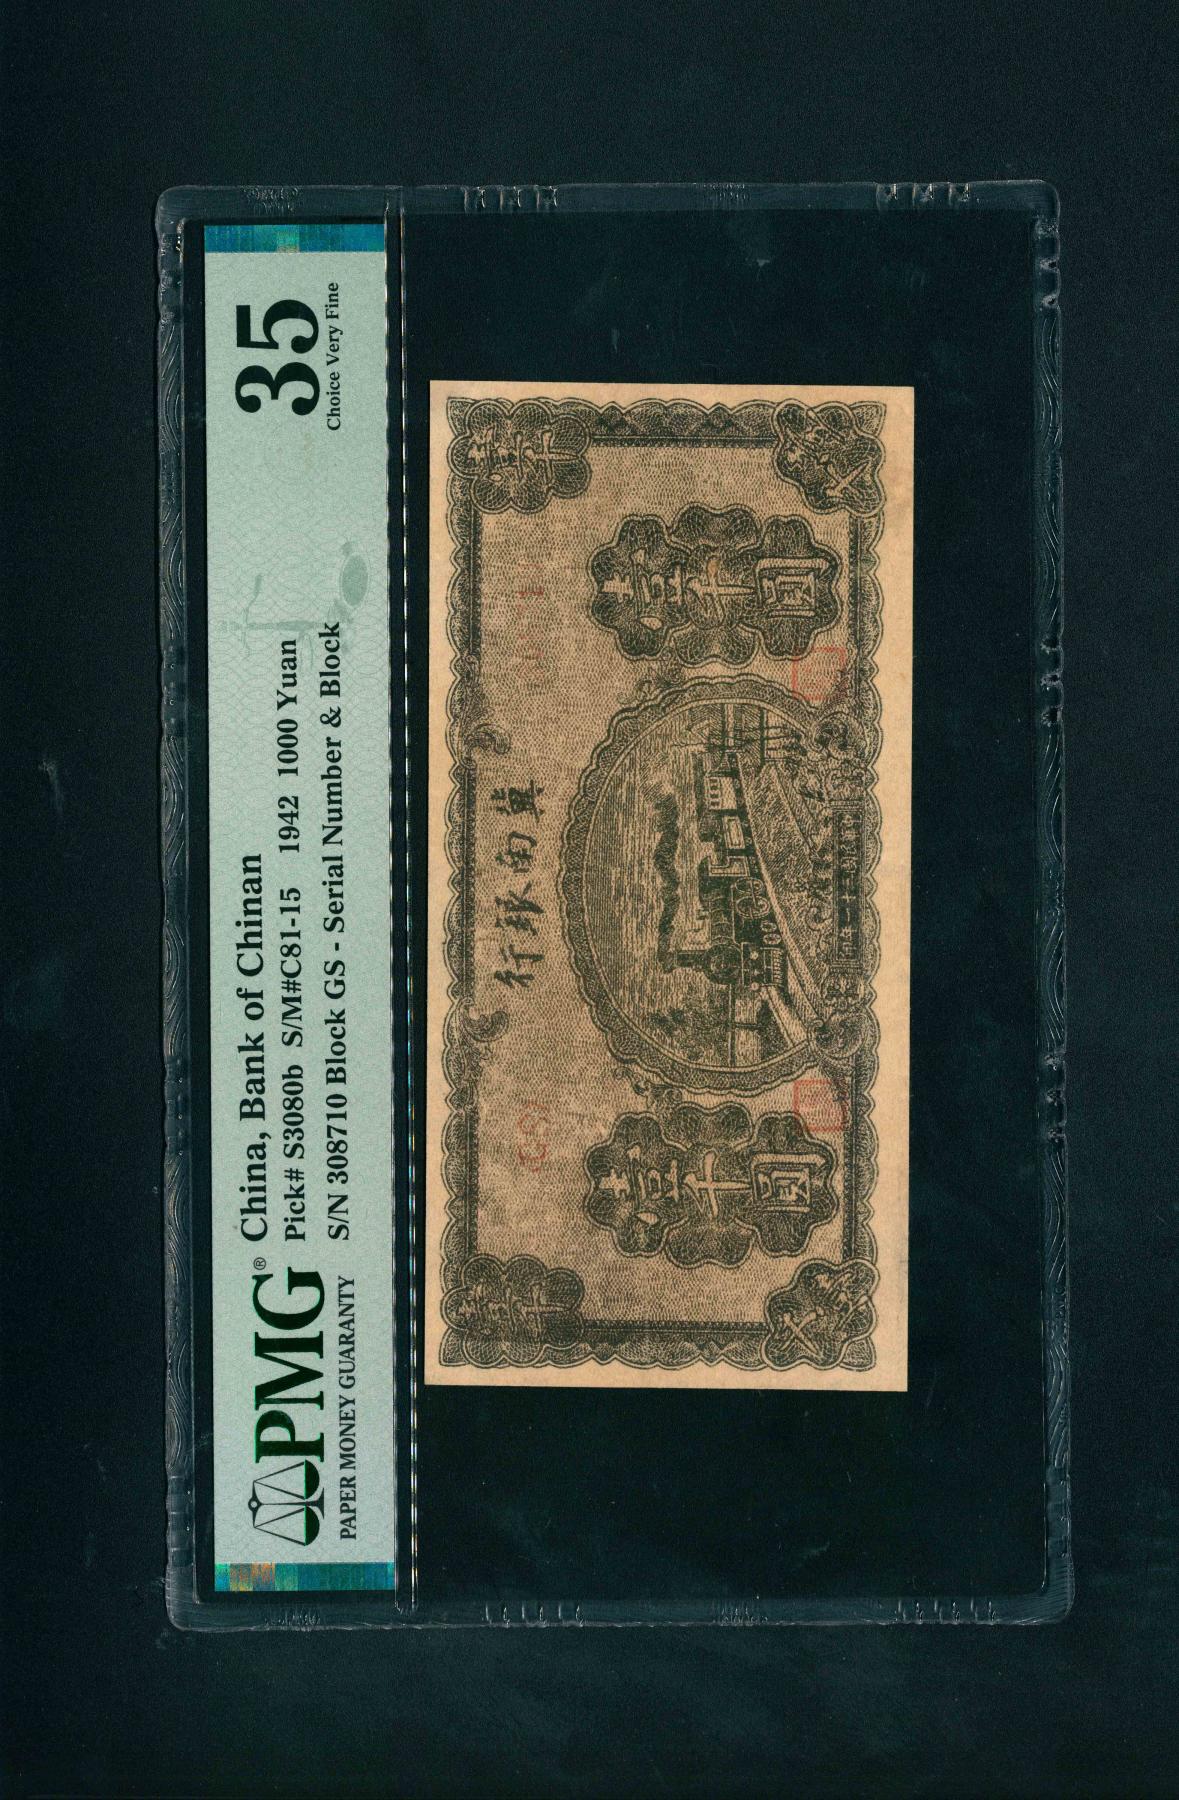 PMG®
PAPER MONEY GUARANTY
China, Bank of Chinan
Pick# S3080b S/M#C81-15 1942 1000 Yuan
S/N 308710 Block GS - Serial Number & Block
35
Choice Very Fine
行銀南冀
壹千圓
壹千圓